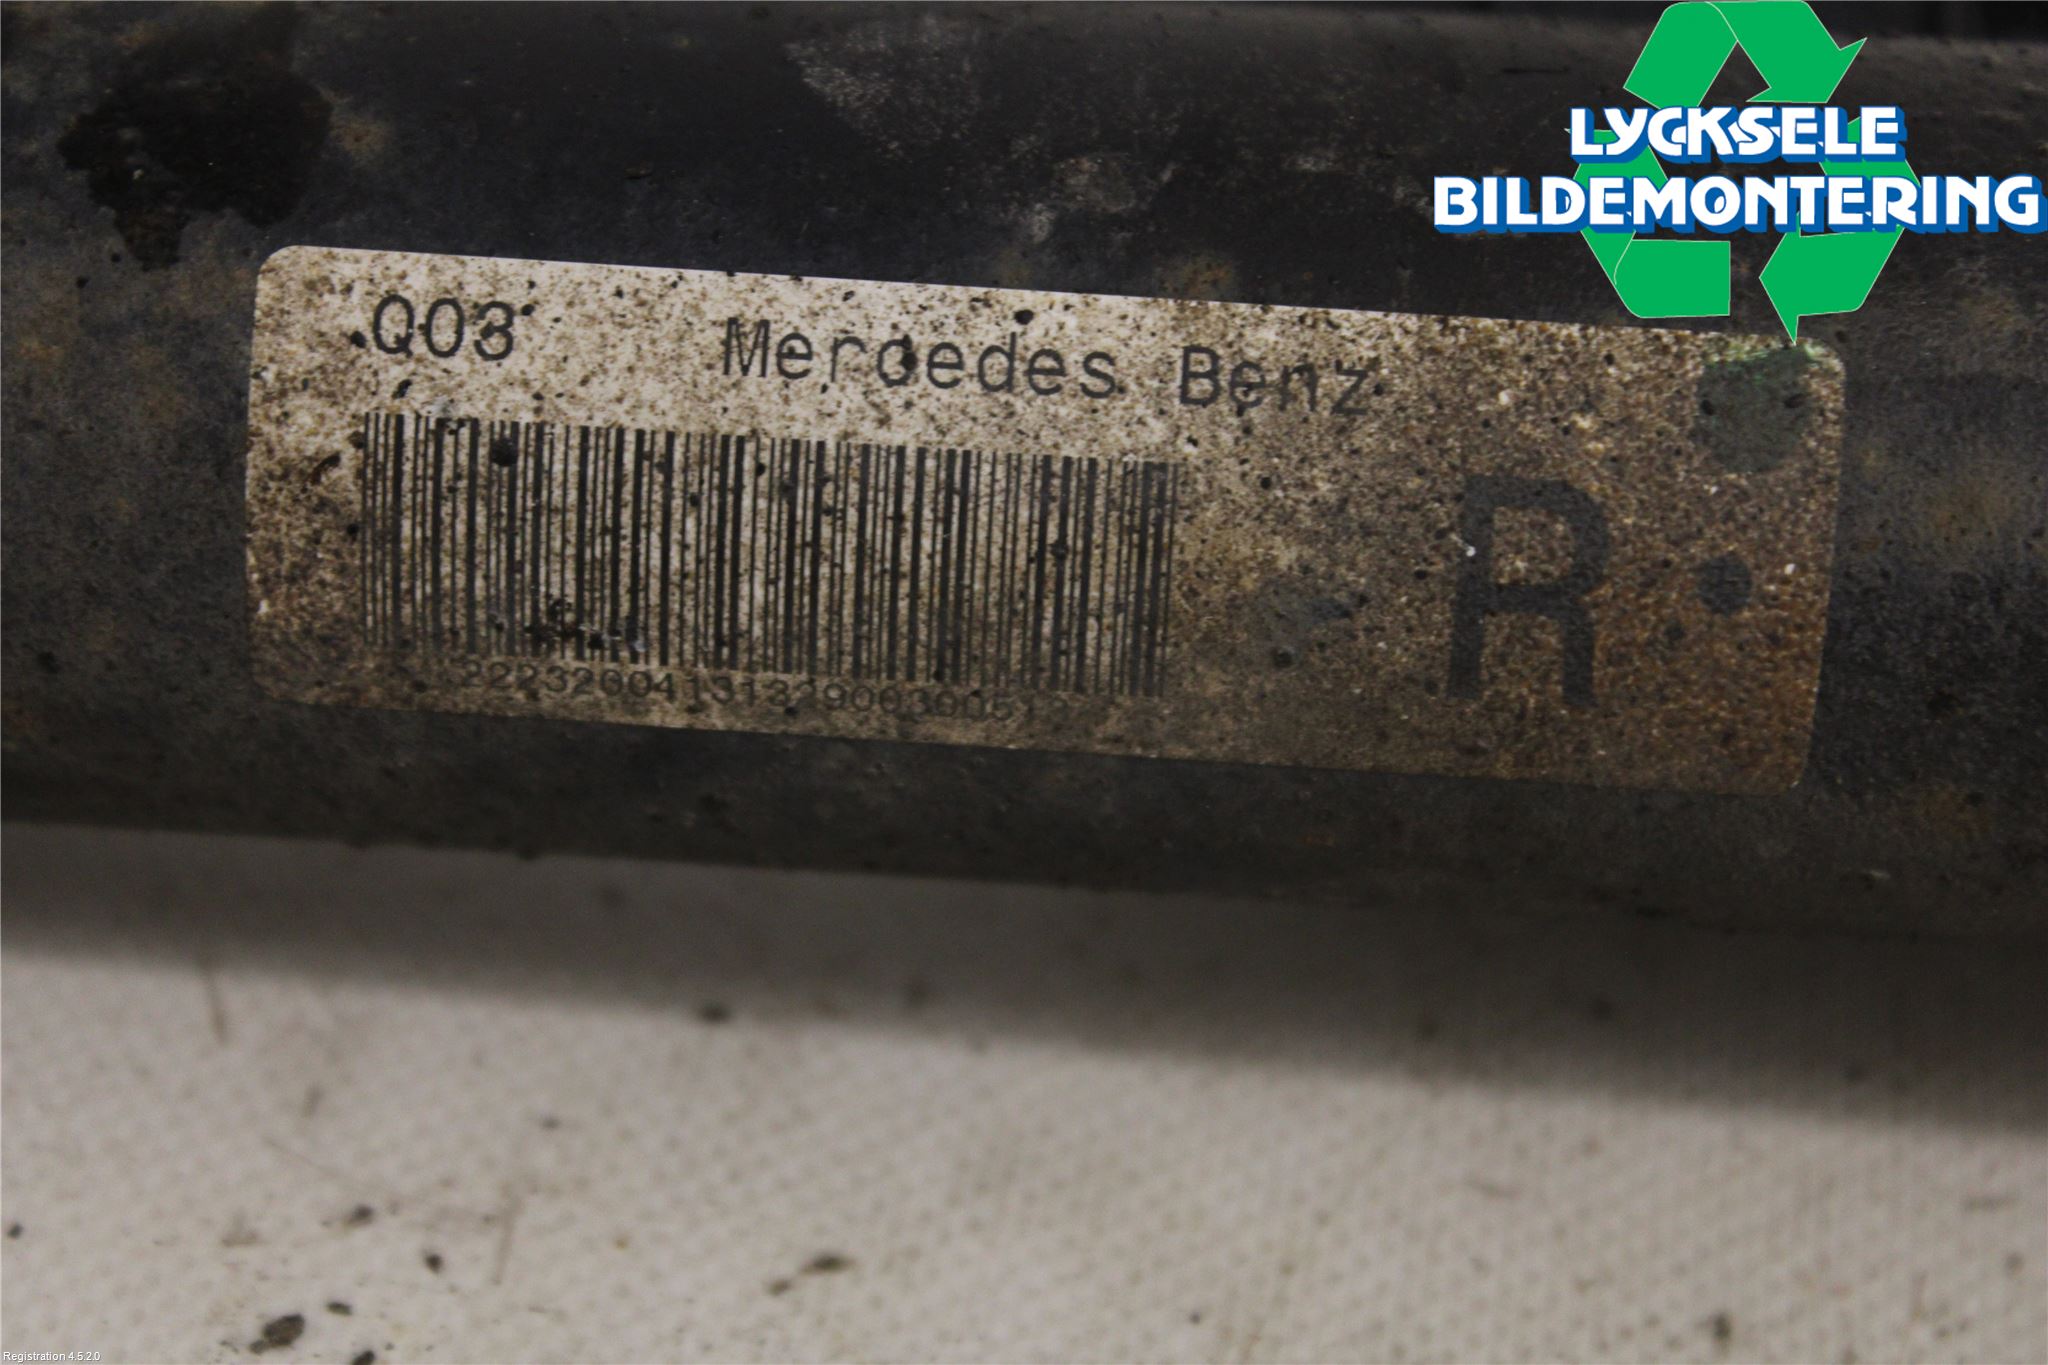 LYCKSELE
BILDEMONTERING
Q03 Mercedes Benz
R
Registration 4.5.2.0